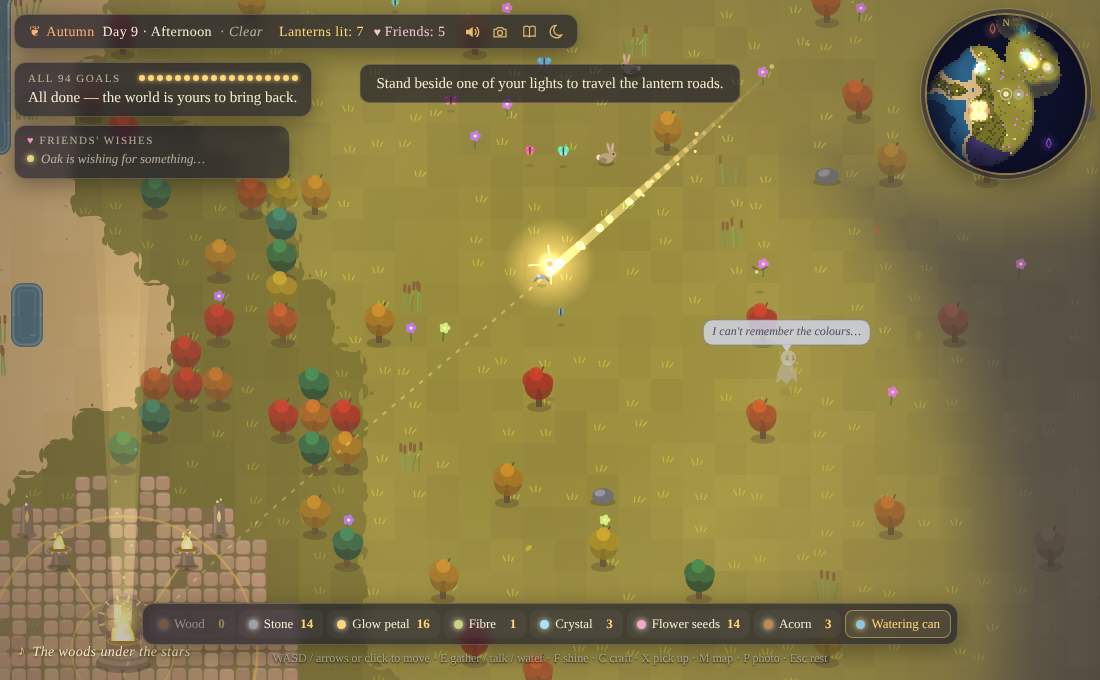 Autumn Day 9 · Afternoon · Clear Lanterns lit: 7 ♥ Friends: 5
ALL 94 GOALS
All done — the world is yours to bring back.
Stand beside one of your lights to travel the lantern roads.
N
♥ FRIENDS' WISHES
Oak is wishing for something…
I can't remember the colours…
Wood 0 Stone 14 Glow petal 16 Fibre 1 Crystal 3 Flower seeds 14 Acorn 3 Watering can
♪ The woods under the stars
WASD / arrows or click to move · E gather / talk / water · F shine · C craft · X pick up · M map · P photo · Esc rest